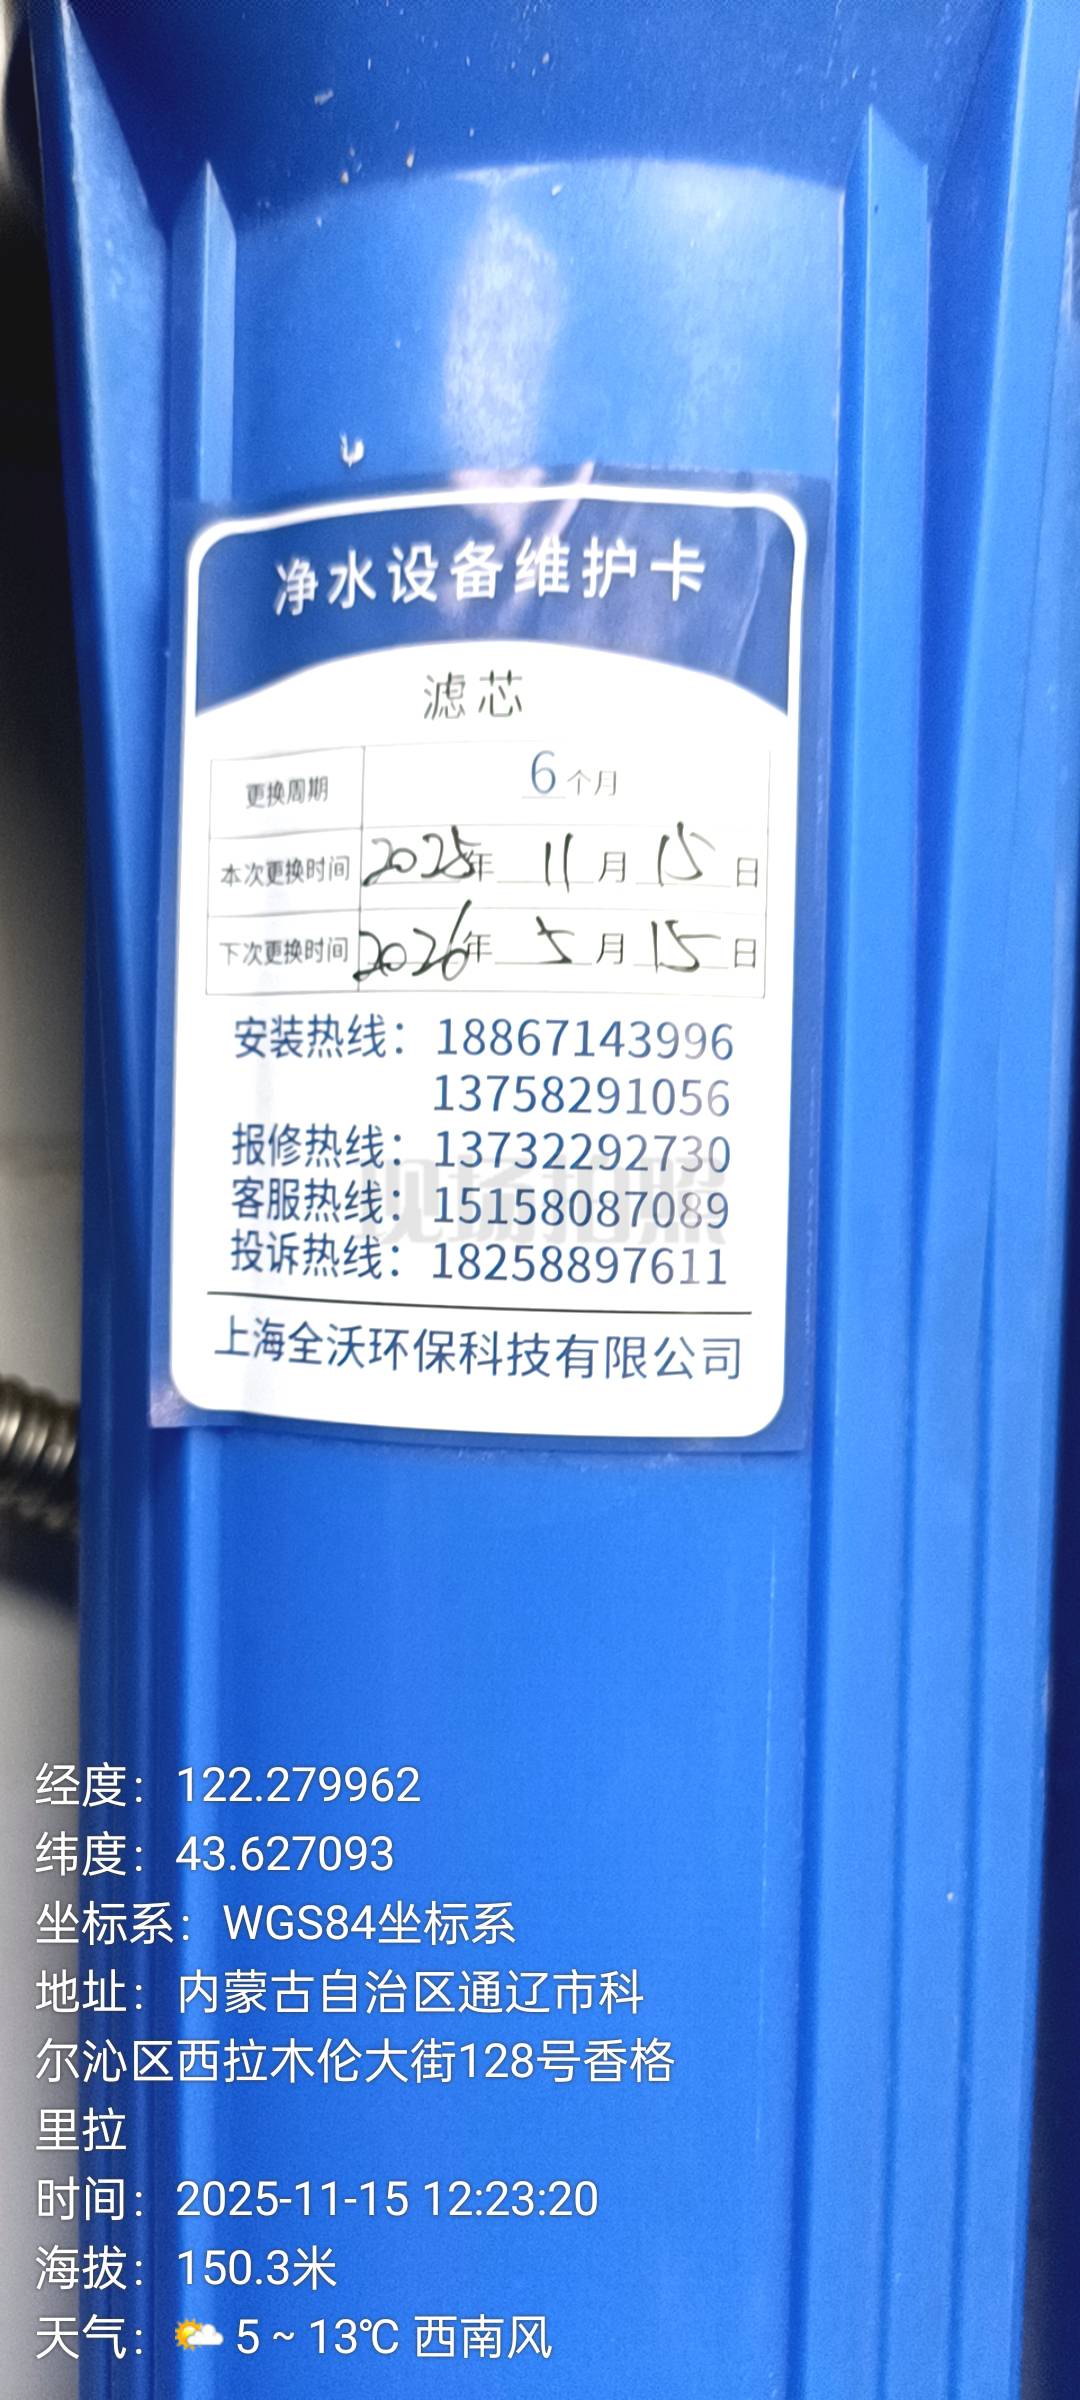 净水设备维护卡
滤芯
更换周期 6个月
本次更换时间 2025年 11月 15日
下次更换时间 2026年 5月 15日
安装热线：18867143996
13758291056
报修热线：13732292730
客服热线：15158087089
投诉热线：18258897611
现场拍照
上海全沃环保科技有限公司
经度：122.279962
纬度：43.627093
坐标系：WGS84坐标系
地址：内蒙古自治区通辽市科
尔沁区西拉木伦大街128号香格
里拉
时间：2025-11-15 12:23:20
海拔：150.3米
天气：5 ~ 13℃ 西南风